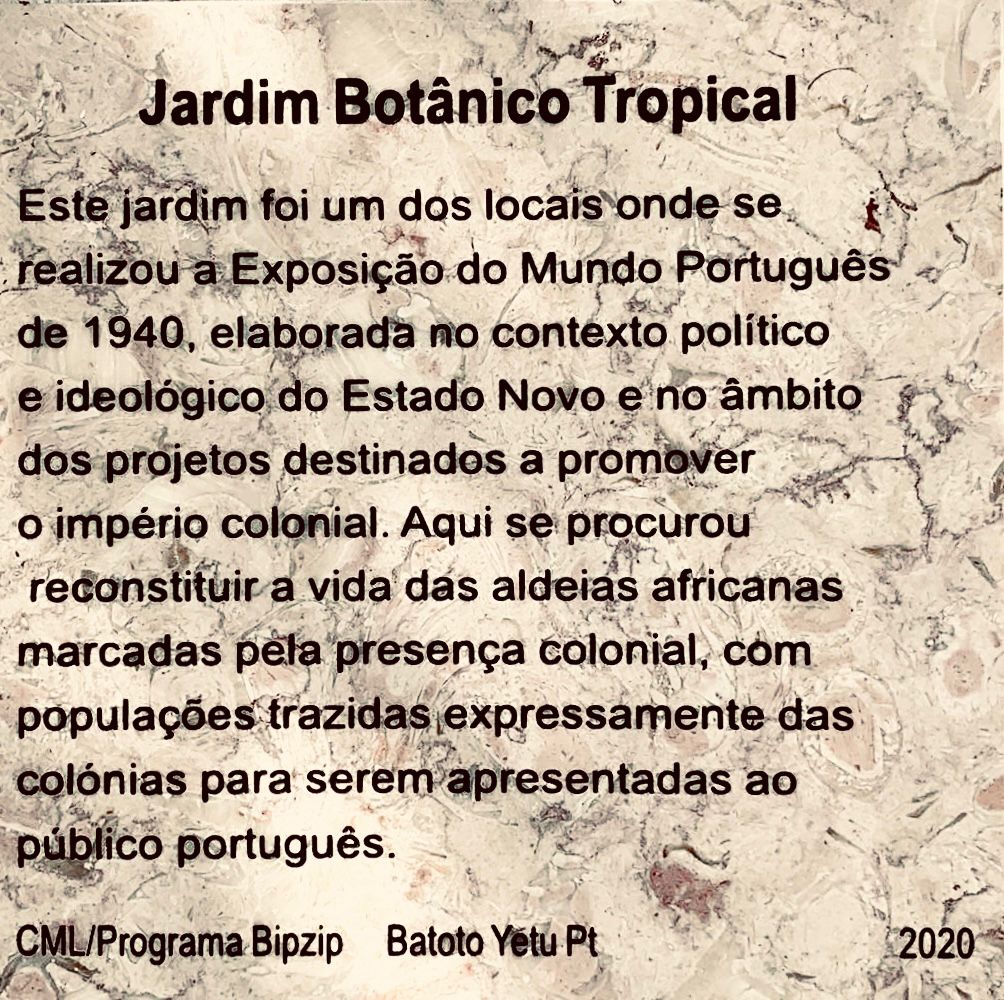 Jardim Botânico Tropical
Este jardim foi um dos locais onde se
realizou a Exposição do Mundo Português
de 1940, elaborada no contexto político
e ideológico do Estado Novo e no âmbito
dos projetos destinados a promover
o império colonial. Aqui se procurou
reconstituir a vida das aldeias africanas
marcadas pela presença colonial, com
populações trazidas expressamente das
colónias para serem apresentadas ao
público português.
CML/Programa Bipzip Batoto Yetu Pt 2020